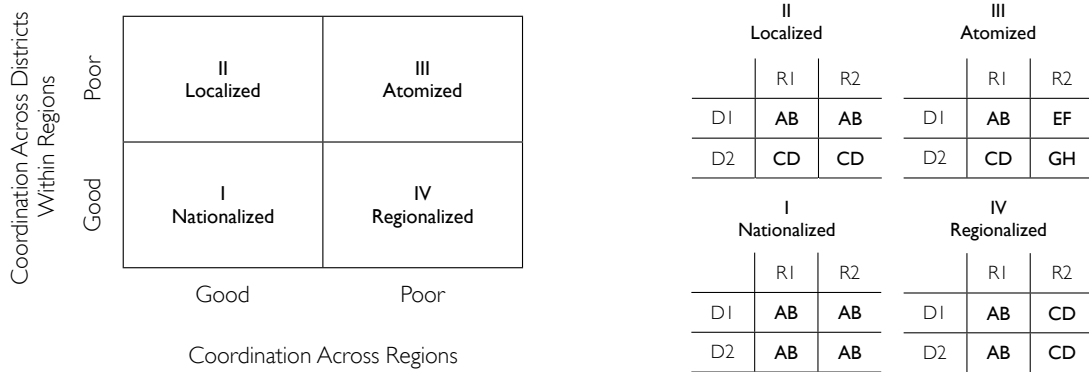 Coordination Across Districts
Within Regions
Poor
Good
II
Localized
III
Atomized
I
Nationalized
IV
Regionalized
Good
Poor
Coordination Across Regions
II
Localized
R1 R2
D1 AB AB
D2 CD CD
III
Atomized
R1 R2
D1 AB EF
D2 CD GH
I
Nationalized
R1 R2
D1 AB AB
D2 AB AB
IV
Regionalized
R1 R2
D1 AB CD
D2 AB CD